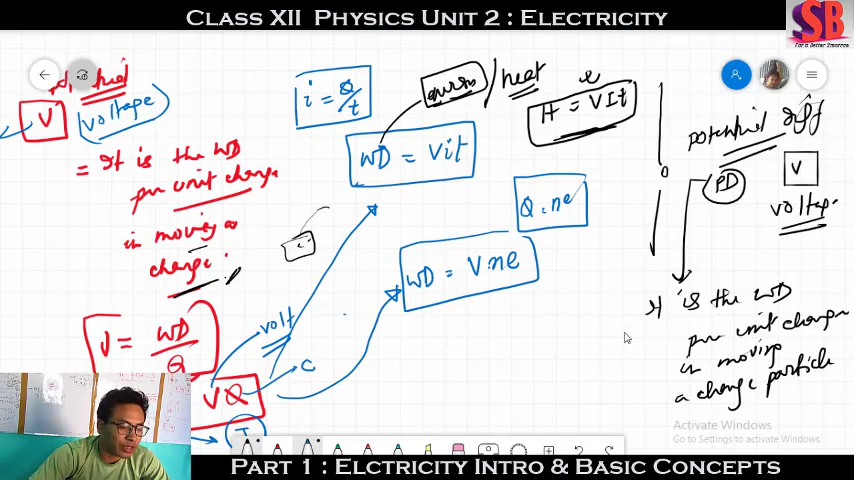 CLASS XII PHYSICS UNIT 2 : ELECTRICITY
SB
For a Better 2morrow
V
voltage
= It is the WD
per unit charge
in moving a
charge.
V = WD / Q
VQ
volt
C
J
i = Q/t
/ heat
WD = Vit
H = VIt
Q = ne
WD = V.ne
potential diff
PD
V
voltage
It is the WD
per unit charge
in moving
a charge particle
Activate Windows
Go to Settings to activate Windows.
PART 1 : ELCTRICITY INTRO & BASIC CONCEPTS